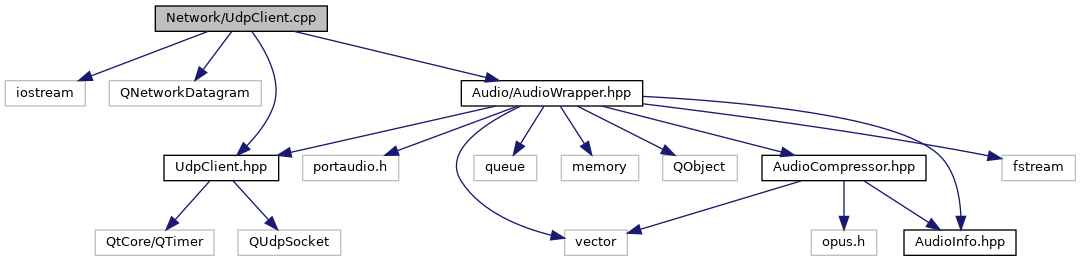 Network/UdpClient.cpp
iostream
QNetworkDatagram
Audio/AudioWrapper.hpp
UdpClient.hpp
portaudio.h
queue
memory
QObject
AudioCompressor.hpp
fstream
QtCore/QTimer
QUdpSocket
vector
opus.h
AudioInfo.hpp